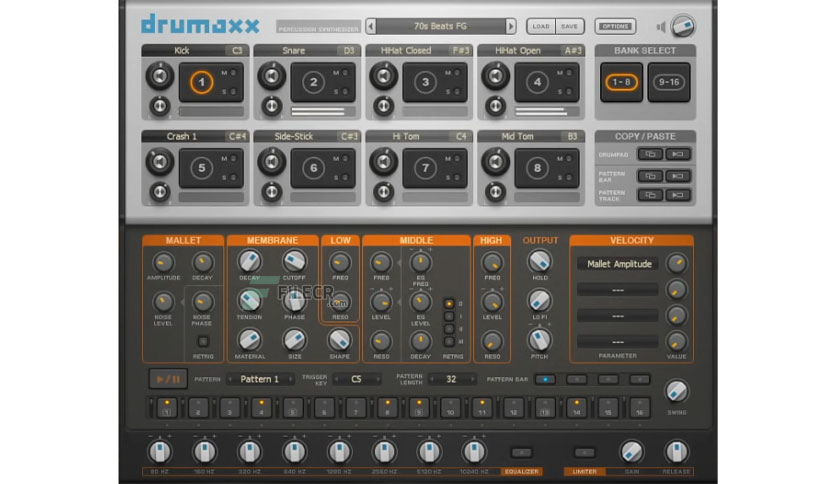 drumaxx PERCUSSION SYNTHESIZER 70s Beats FG LOAD SAVE OPTIONS
Kick C3 Snare D3 HHat Closed F#3 HHat Open A#3 BANK SELECT
1 M S 2 M S 3 M S 4 M S 1-8 9-16
Crash 1 C#4 Side-Stick C#3 Hi Tom C4 Mid Tom B3 COPY / PASTE
5 M S 6 M S 7 M S 8 M S
DRUMPAD
PATTERN BAR
PATTERN TRACK
MALLET MEMBRANE LOW MIDDLE HIGH OUTPUT VELOCITY
AMPLITUDE DECAY DECAY CUTOFF FREQ FREQ EQ FREQ FREQ HOLD Mallet Amplitude
---
NOISE LEVEL NOISE PHASE TENSION PHASE RESO LEVEL EQ LEVEL LEVEL LO FI
---
FILECR .com
---
RETRIG MATERIAL SIZE SHAPE RESO DECAY RETRIG RESO PITCH PARAMETER VALUE
PATTERN Pattern 1 TRIGGER KEY C5 PATTERN LENGTH 32 PATTERN BAR
1 2 3 4 5 6 7 8 9 10 11 12 13 14 15 16 SWING
80 HZ 160 HZ 320 HZ 640 HZ 1280 HZ 2560 HZ 5120 HZ 10240 HZ EQUALIZER LIMITER GAIN RELEASE